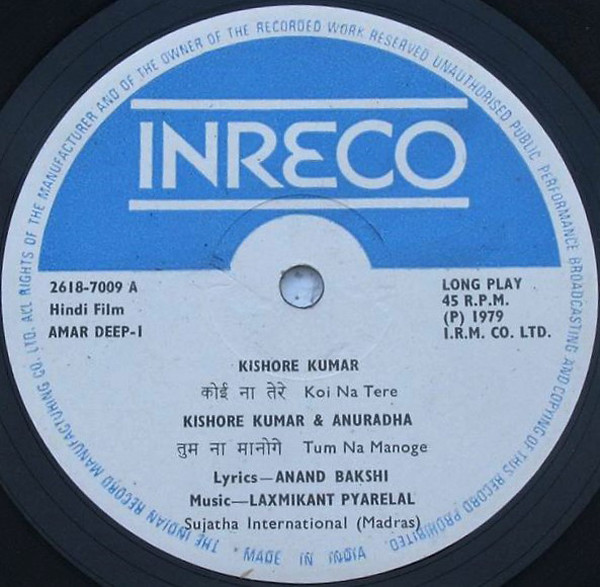 THE INDIAN RECORD MANUFACTURING CO. LTD. ALL RIGHTS OF THE MANUFACTURER AND OF THE OWNER OF THE RECORDED WORK RESERVED UNAUTHORISED PUBLIC PERFORMANCE BROADCASTING AND COPYING OF THIS RECORD PROHIBITED.
INRECO
2618-7009 A
Hindi Film
AMAR DEEP-1
LONG PLAY
45 R.P.M.
(P) 1979
I.R.M. CO. LTD.
KISHORE KUMAR
कोई ना तेरे Koi Na Tere
KISHORE KUMAR & ANURADHA
तुम ना मानोगे Tum Na Manoge
Lyrics—ANAND BAKSHI
Music—LAXMIKANT PYARELAL
Sujatha International (Madras)
MADE IN INDIA